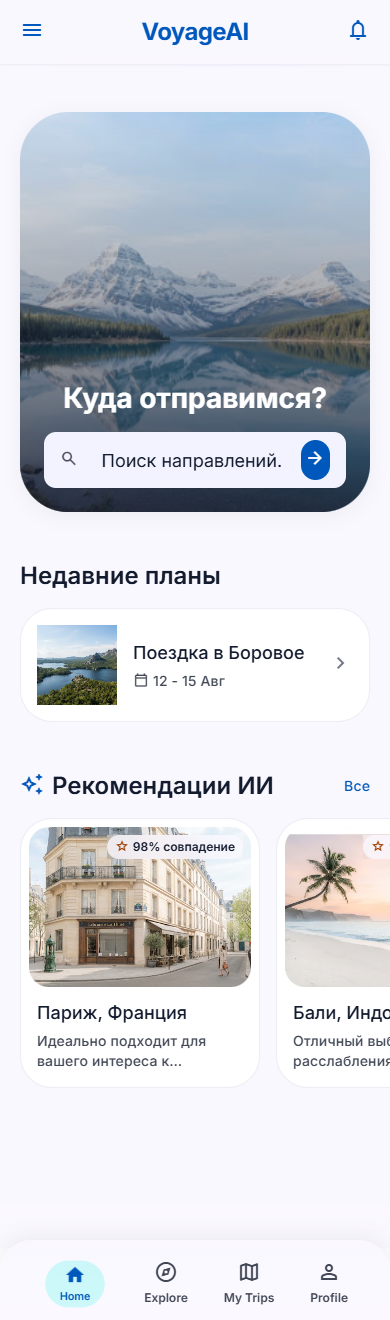 VoyageAI
Куда отправимся?
Поиск направлений.
Недавние планы
Поездка в Боровое
12 - 15 Авг
Рекомендации ИИ
Все
98% совпадение
Париж, Франция
Идеально подходит для
вашего интереса к...
Бали, Индо
Отличный выб
расслабления
Home
Explore
My Trips
Profile